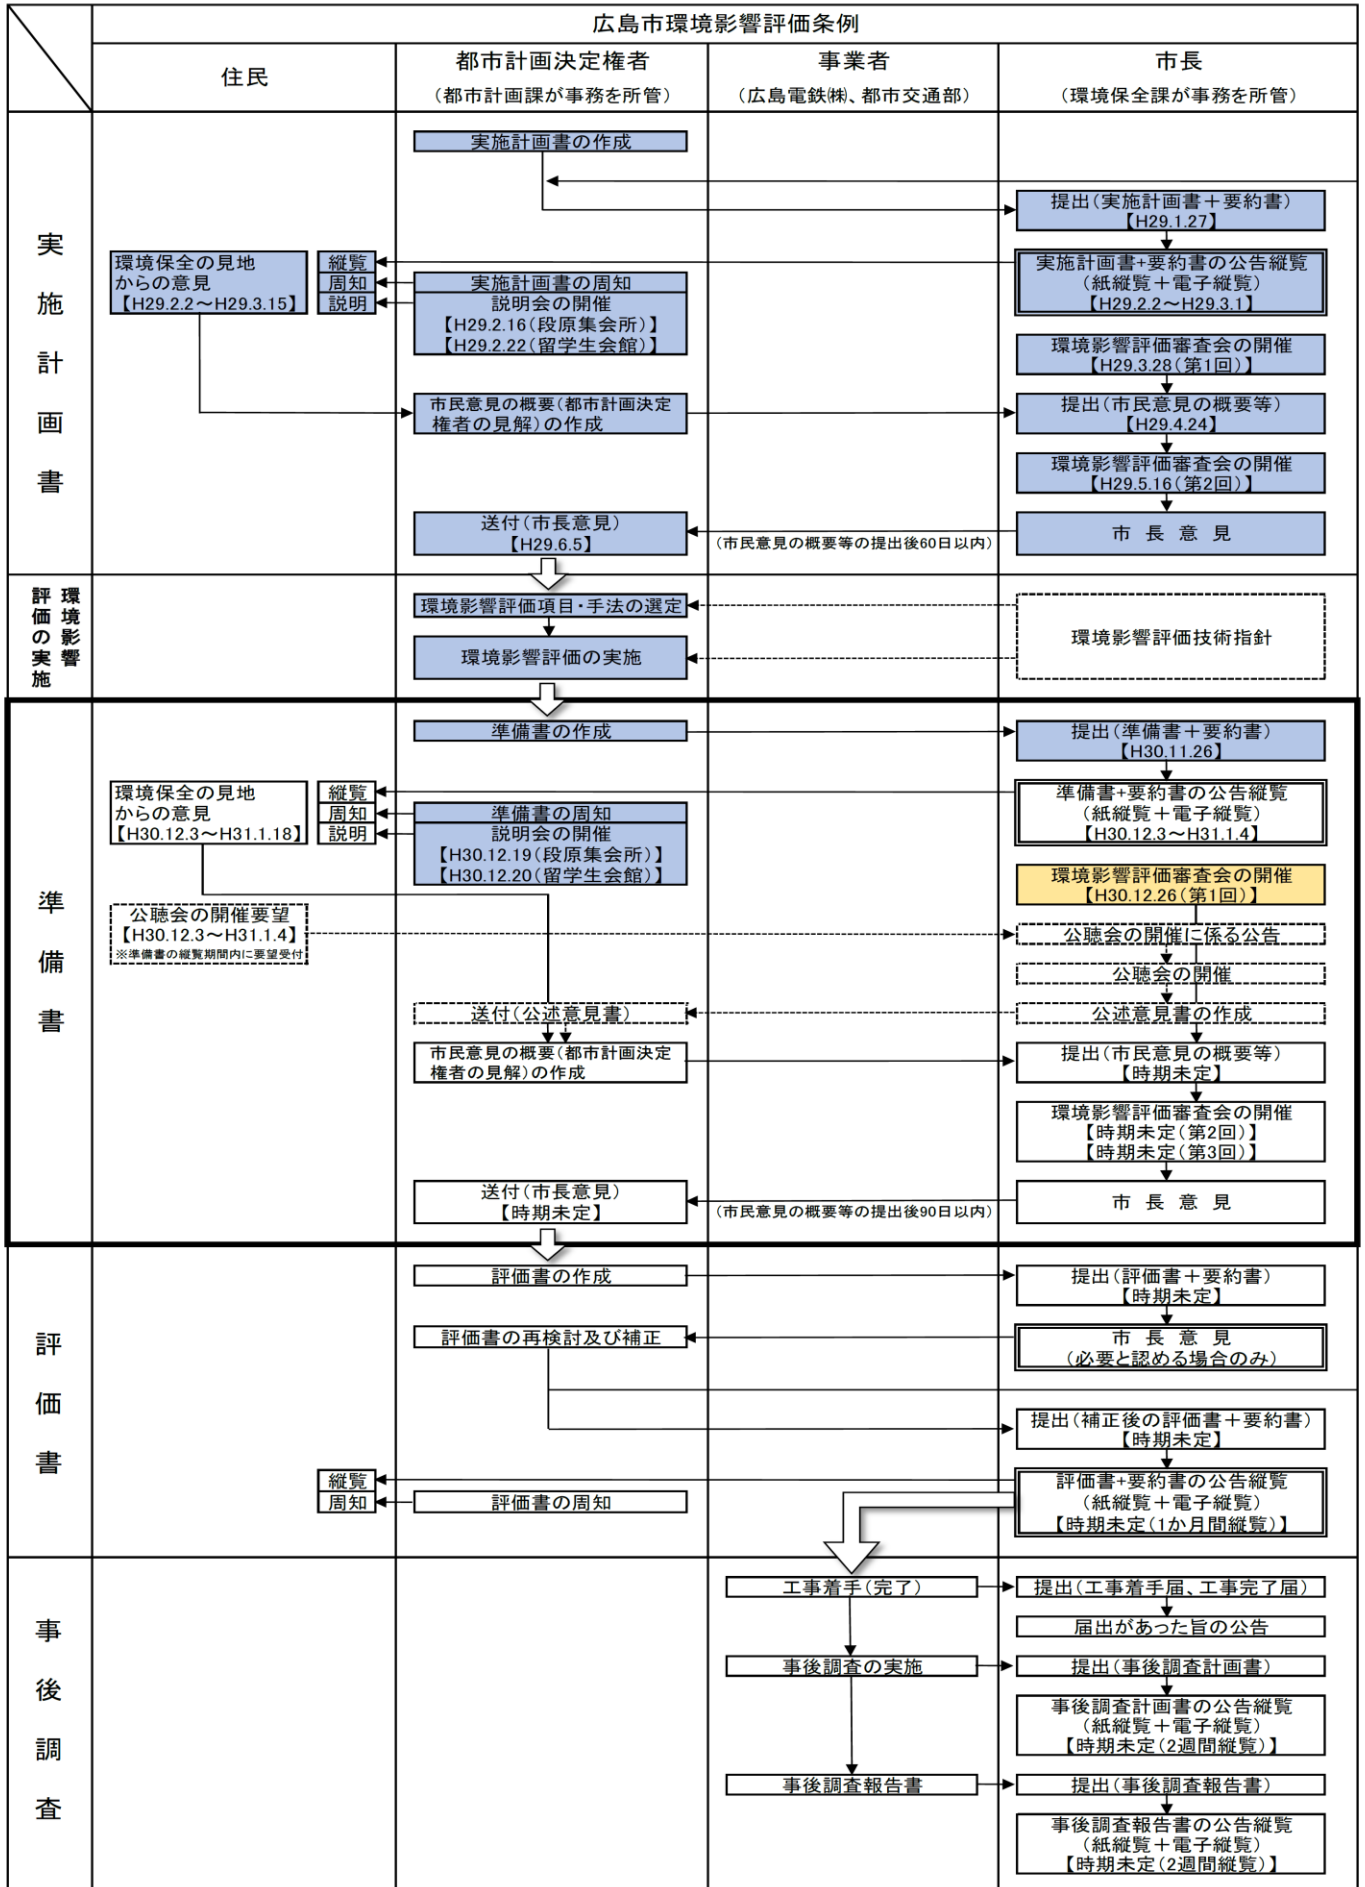 広島市環境影響評価条例
住民
都市計画決定権者
(都市計画課が事務を所管)
事業者
(広島電鉄㈱、都市交通部)
市長
(環境保全課が事務を所管)
実施計画書
実施計画書の作成
提出(実施計画書＋要約書)
【H29.1.27】
環境保全の見地
からの意見
【H29.2.2～H29.3.15】
縦覧
周知
説明
実施計画書の周知
説明会の開催
【H29.2.16(段原集会所)】
【H29.2.22(留学生会館)】
実施計画書+要約書の公告縦覧
(紙縦覧＋電子縦覧)
【H29.2.2～H29.3.1】
環境影響評価審査会の開催
【H29.3.28(第1回)】
市民意見の概要(都市計画決定
権者の見解)の作成
提出(市民意見の概要等)
【H29.4.24】
環境影響評価審査会の開催
【H29.5.16(第2回)】
送付(市長意見)
【H29.6.5】
(市民意見の概要等の提出後60日以内)
市 長 意 見
環境影響
評価の実施
環境影響評価項目・手法の選定
環境影響評価の実施
環境影響評価技術指針
準備書
準備書の作成
提出(準備書＋要約書)
【H30.11.26】
環境保全の見地
からの意見
【H30.12.3～H31.1.18】
縦覧
周知
説明
準備書の周知
説明会の開催
【H30.12.19(段原集会所)】
【H30.12.20(留学生会館)】
準備書+要約書の公告縦覧
(紙縦覧＋電子縦覧)
【H30.12.3～H31.1.4】
環境影響評価審査会の開催
【H30.12.26(第1回)】
公聴会の開催要望
【H30.12.3～H31.1.4】
※準備書の縦覧期間内に要望受付
公聴会の開催に係る公告
公聴会の開催
送付(公述意見書)
公述意見書の作成
市民意見の概要(都市計画決定
権者の見解)の作成
提出(市民意見の概要等)
【時期未定】
環境影響評価審査会の開催
【時期未定(第2回)】
【時期未定(第3回)】
送付(市長意見)
【時期未定】
(市民意見の概要等の提出後90日以内)
市 長 意 見
評価書
評価書の作成
提出(評価書＋要約書)
【時期未定】
評価書の再検討及び補正
市 長 意 見
(必要と認める場合のみ)
提出(補正後の評価書＋要約書)
【時期未定】
縦覧
周知
評価書の周知
評価書+要約書の公告縦覧
(紙縦覧＋電子縦覧)
【時期未定(1か月間縦覧)】
事後調査
工事着手(完了)
提出(工事着手届、工事完了届)
届出があった旨の公告
事後調査の実施
提出(事後調査計画書)
事後調査計画書の公告縦覧
(紙縦覧＋電子縦覧)
【時期未定(2週間縦覧)】
事後調査報告書
提出(事後調査報告書)
事後調査報告書の公告縦覧
(紙縦覧＋電子縦覧)
【時期未定(2週間縦覧)】